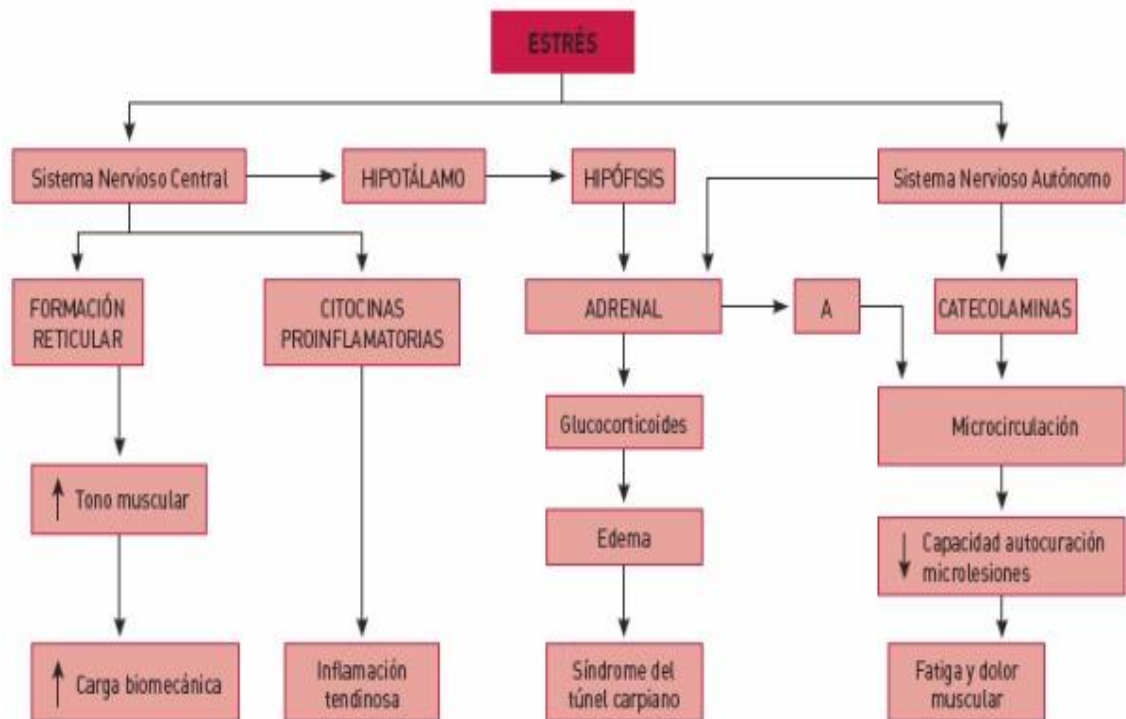 ESTRÉS
Sistema Nervioso Central
HIPOTÁLAMO
HIPÓFISIS
Sistema Nervioso Autónomo
FORMACIÓN
RETICULAR
CITOCINAS
PROINFLAMATORIAS
ADRENAL
A
CATECOLAMINAS
Glucocorticoides
Microcirculación
↑ Tono muscular
Edema
↓ Capacidad autocuración
microlesiones
↑ Carga biomecánica
Inflamación
tendinosa
Síndrome del
túnel carpiano
Fatiga y dolor
muscular